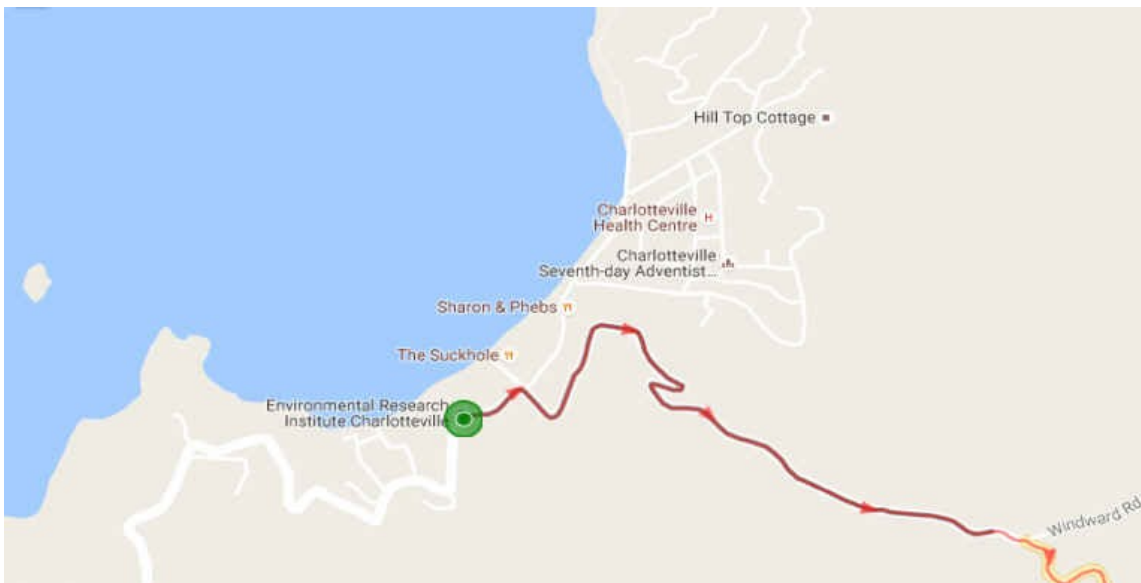 Hill Top Cottage
Charlotteville
Health Centre
Charlotteville
Seventh-day Adventist...
Sharon & Phebs
The Suckhole
Environmental Research
Institute Charlotteville
Windward Rd